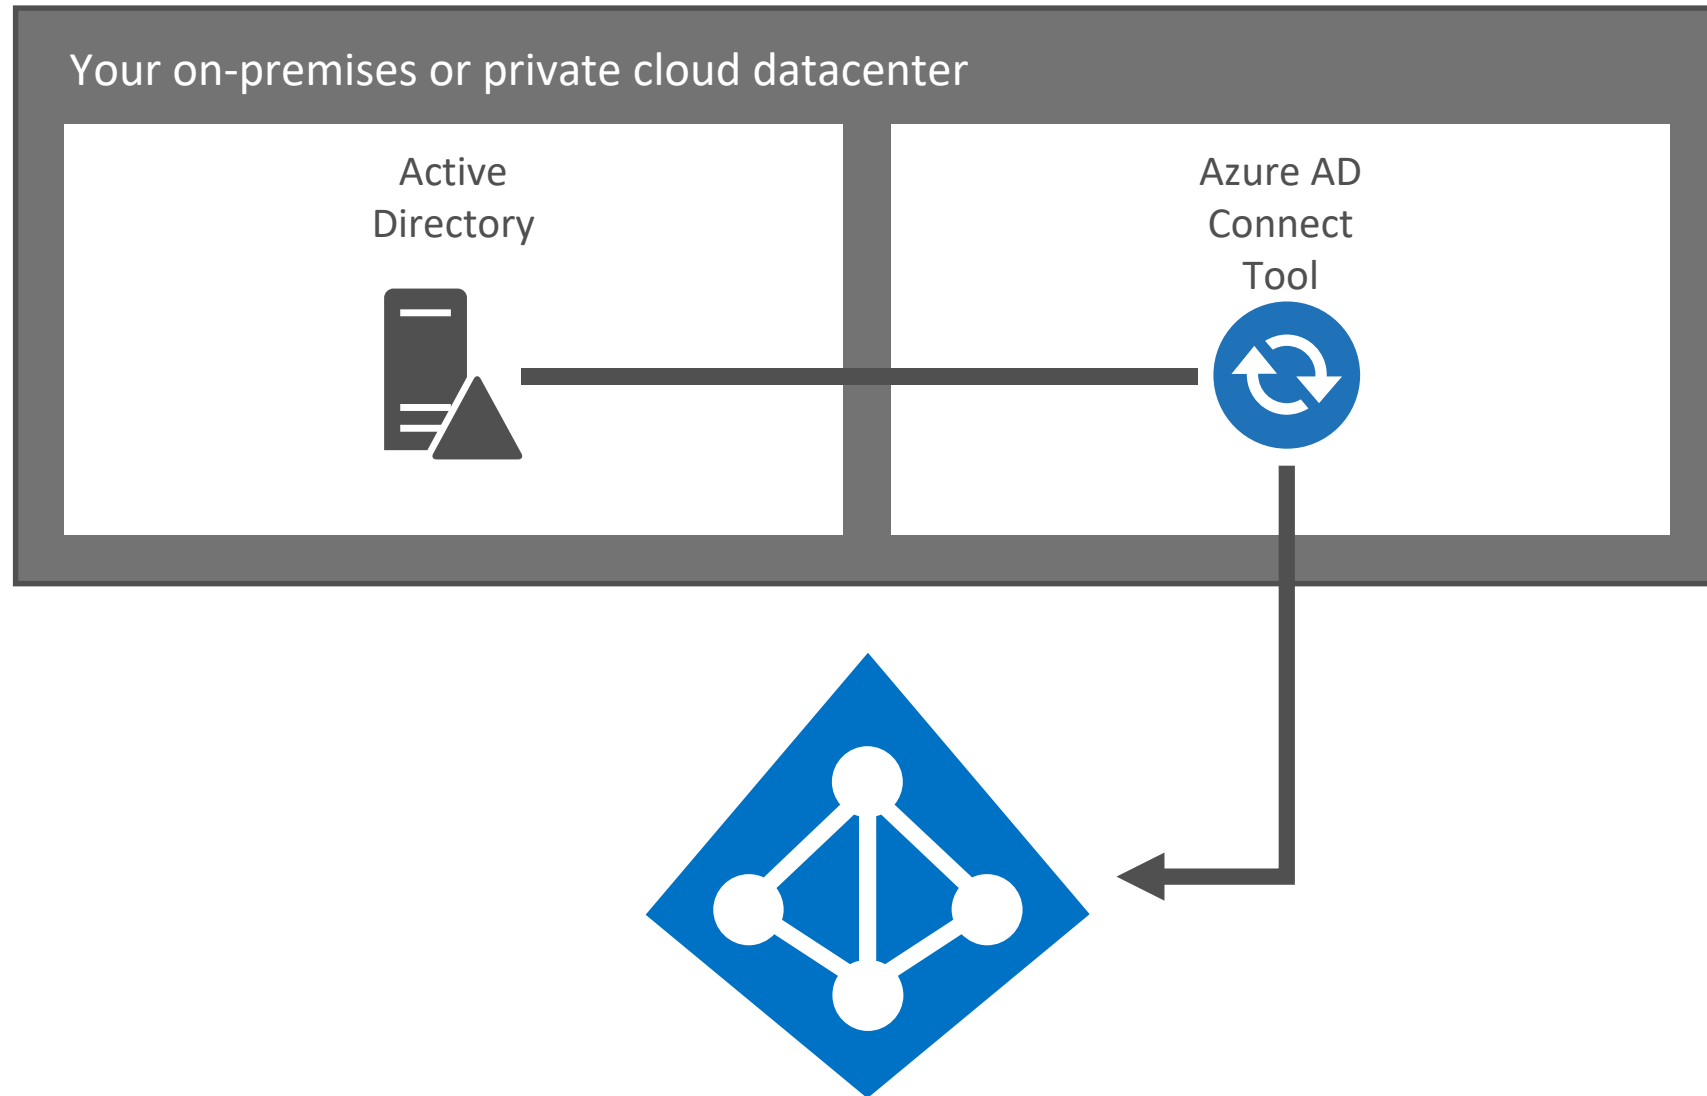 Your on-premises or private cloud datacenter
Active
Directory
Azure AD
Connect
Tool